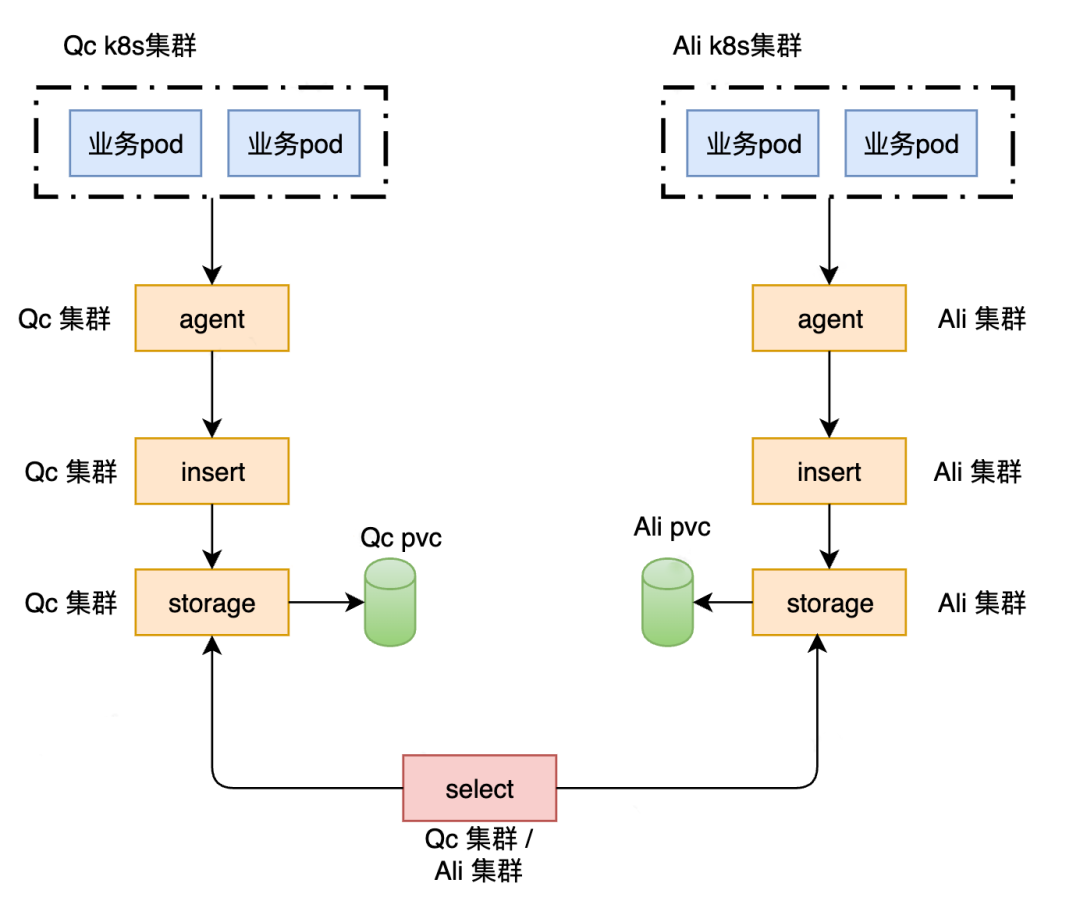 Qc k8s集群
Ali k8s集群
业务pod
业务pod
业务pod
业务pod
Qc 集群
agent
agent
Ali 集群
Qc 集群
insert
insert
Ali 集群
Qc pvc
Ali pvc
Qc 集群
storage
storage
Ali 集群
select
Qc 集群 /
Ali 集群